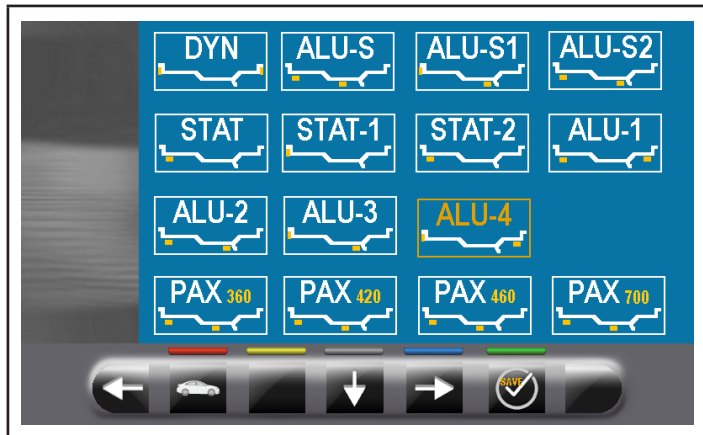 DYN ALU-S ALU-S1 ALU-S2
STAT STAT-1 STAT-2 ALU-1
ALU-2 ALU-3 ALU-4
PAX 360 PAX 420 PAX 460 PAX 700
SAVE